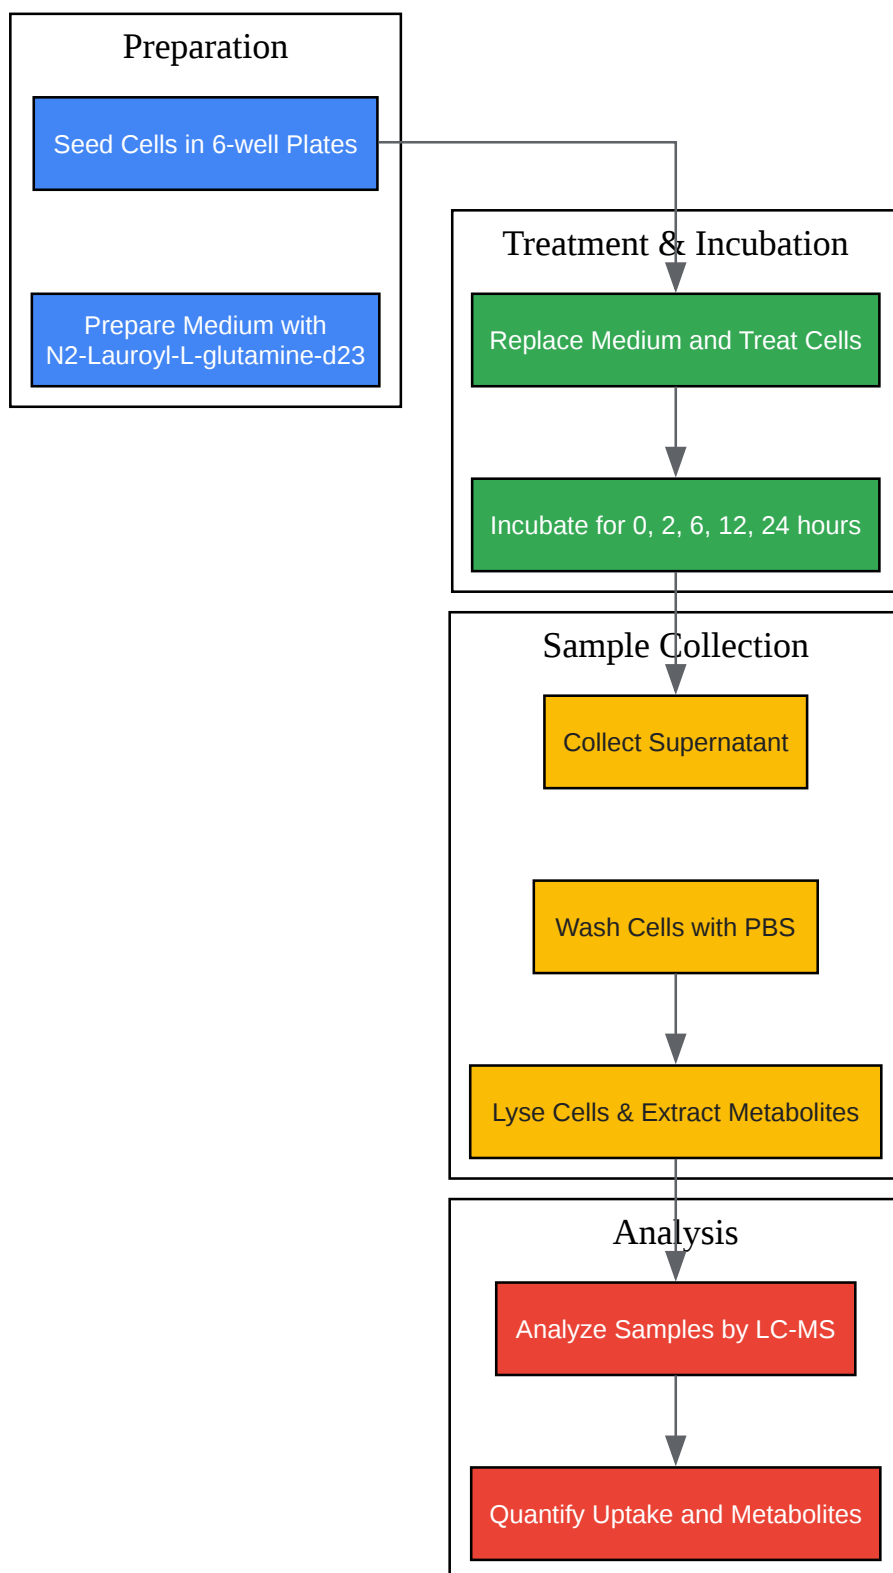 Preparation
Seed Cells in 6-well Plates
Prepare Medium with
N2-Lauroyl-L-glutamine-d23
Treatment & Incubation
Replace Medium and Treat Cells
Incubate for 0, 2, 6, 12, 24 hours
Sample Collection
Collect Supernatant
Wash Cells with PBS
Lyse Cells & Extract Metabolites
Analysis
Analyze Samples by LC-MS
Quantify Uptake and Metabolites